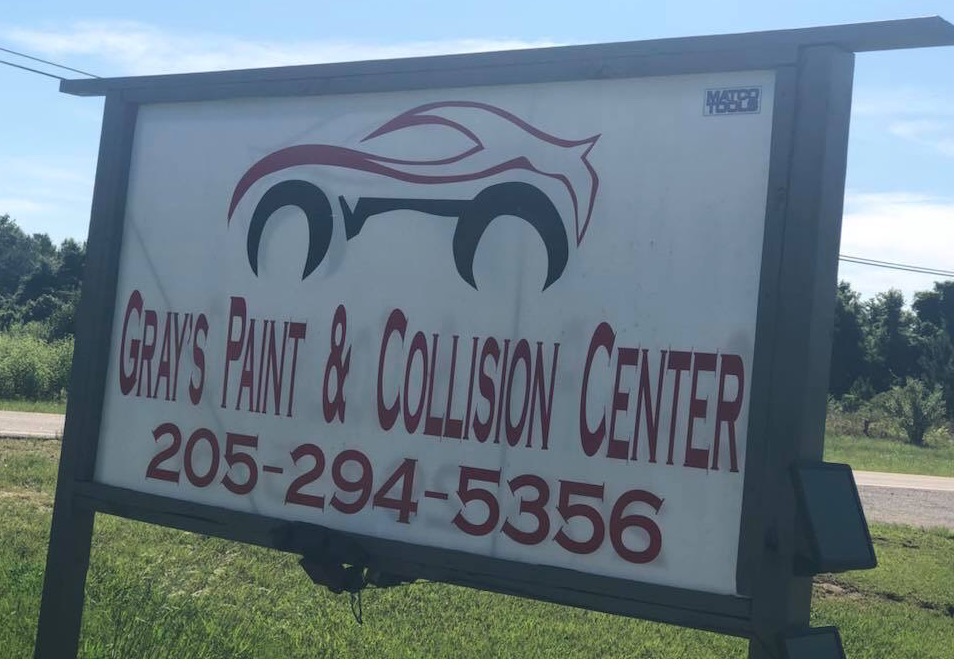 MATCO
TOOLS
GRAY'S PAINT & COLLISION CENTER
205-294-5356